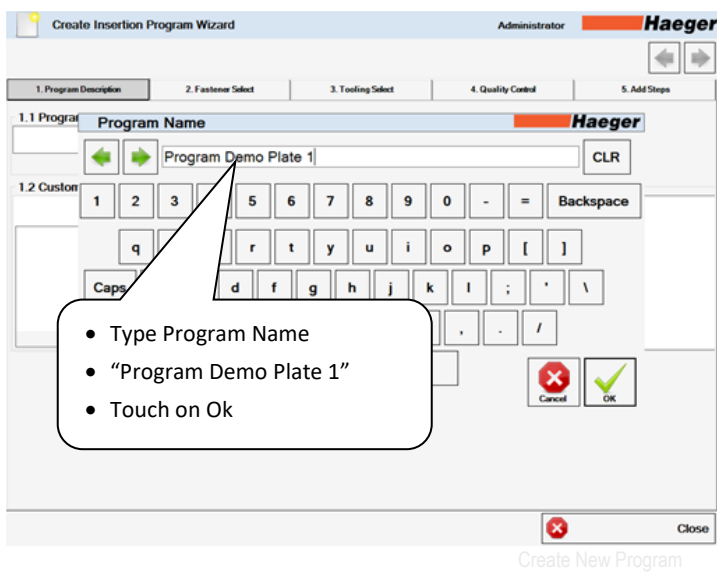 Create Insertion Program Wizard Administrator Haeger
1. Program Description 2. Fastener Select 3. Tooling Select 4. Quality Control 5. Add Steps
1.1 Progra
Program Name Haeger
Program Demo Plate 1 CLR
1.2 Custom
1 2 3 5 6 7 8 9 0 - = Backspace
q r t y u i o p [ ]
Caps d f g h j k l ; ' \
, . /
• Type Program Name
• “Program Demo Plate 1”
• Touch on Ok
Cancel OK
Close
Create New Program